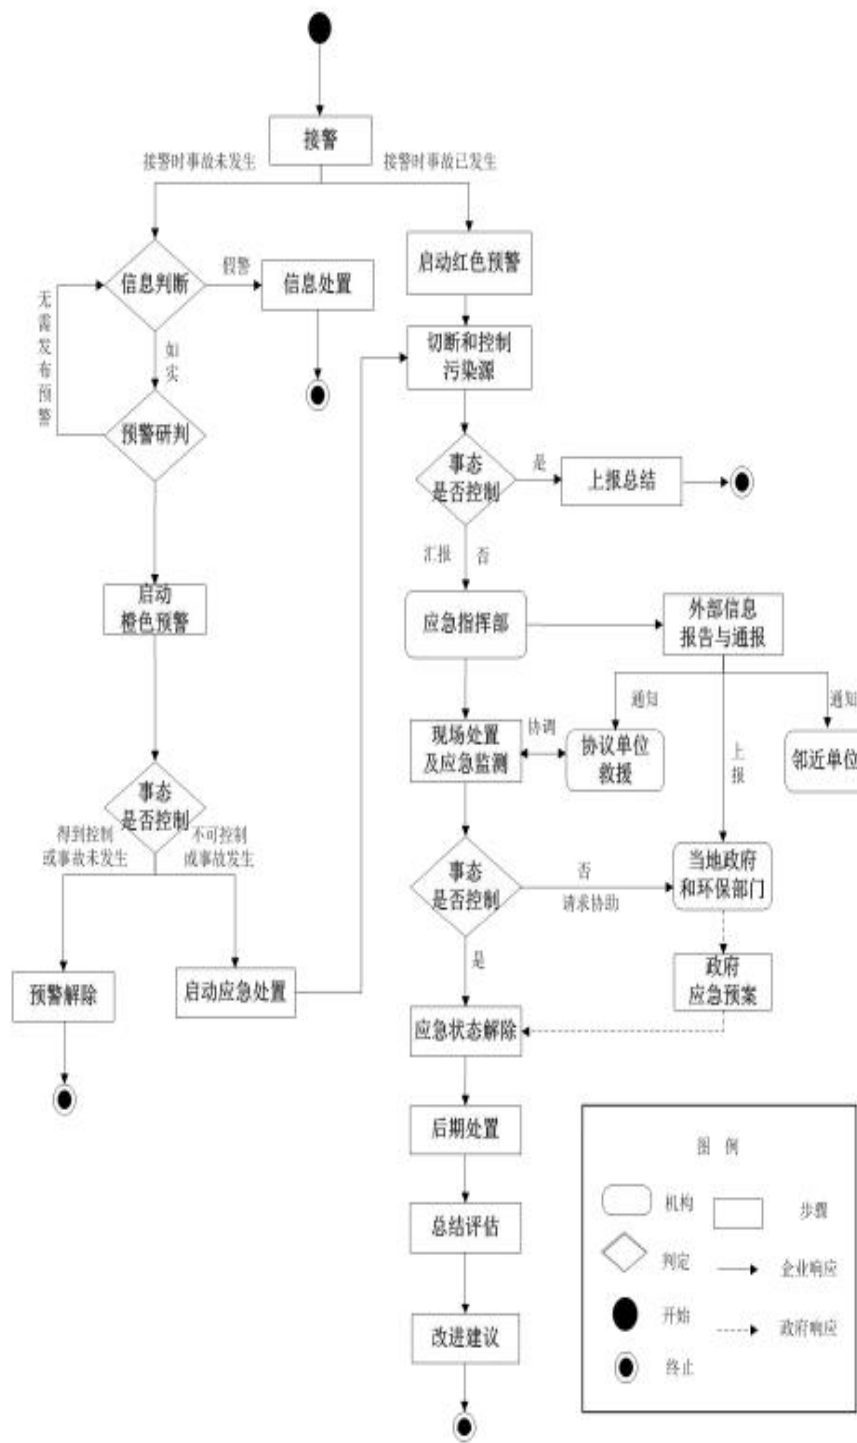 接警
接警时事故未发生
接警时事故已发生
信息判断
假警
信息处置
启动红色预警
无需发布预警
如实
切断和控制
污染源
预警研判
事态
是否控制
是
上报总结
汇报
否
启动
橙色预警
应急指挥部
外部信息
报告与通报
通知
通知
现场处置
及应急监测
协调
协议单位
救援
上报
邻近单位
事态
是否控制
得到控制
或事故未发生
不可控制
或事故发生
事态
是否控制
否
请求协助
当地政府
和环保部门
是
预警解除
启动应急处置
政府
应急预案
应急状态解除
后期处置
总结评估
改进建议
图 例
机构
步骤
判定
企业响应
开始
政府响应
终止